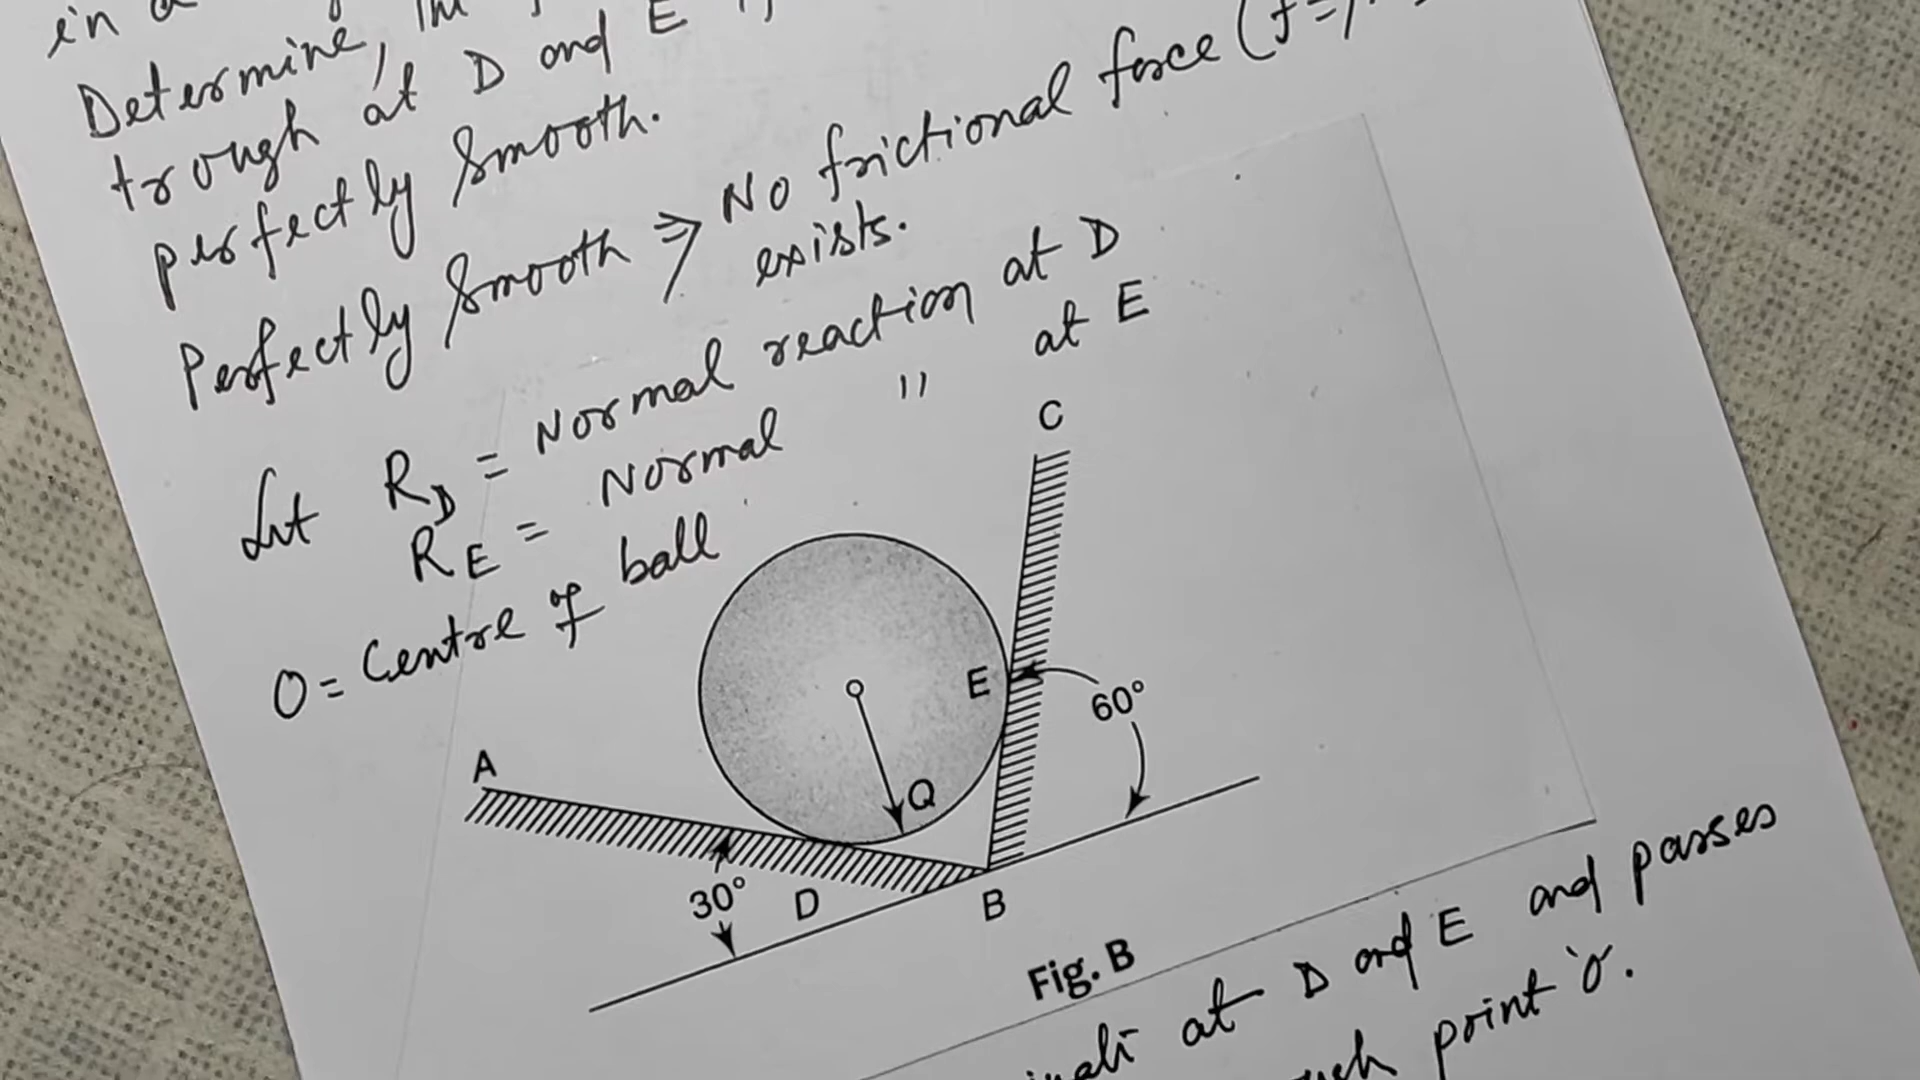 in a
Determine, the
trough at D and E
perfectly smooth.
Perfectly smooth ⇒ No frictional force (f=
exists.
Let R_D = Normal reaction at D
R_E = Normal " at E
O = Centre of ball
C
E
60°
A
Q
30°
D
B
Fig. B
at D and E and passes
point 'O'.